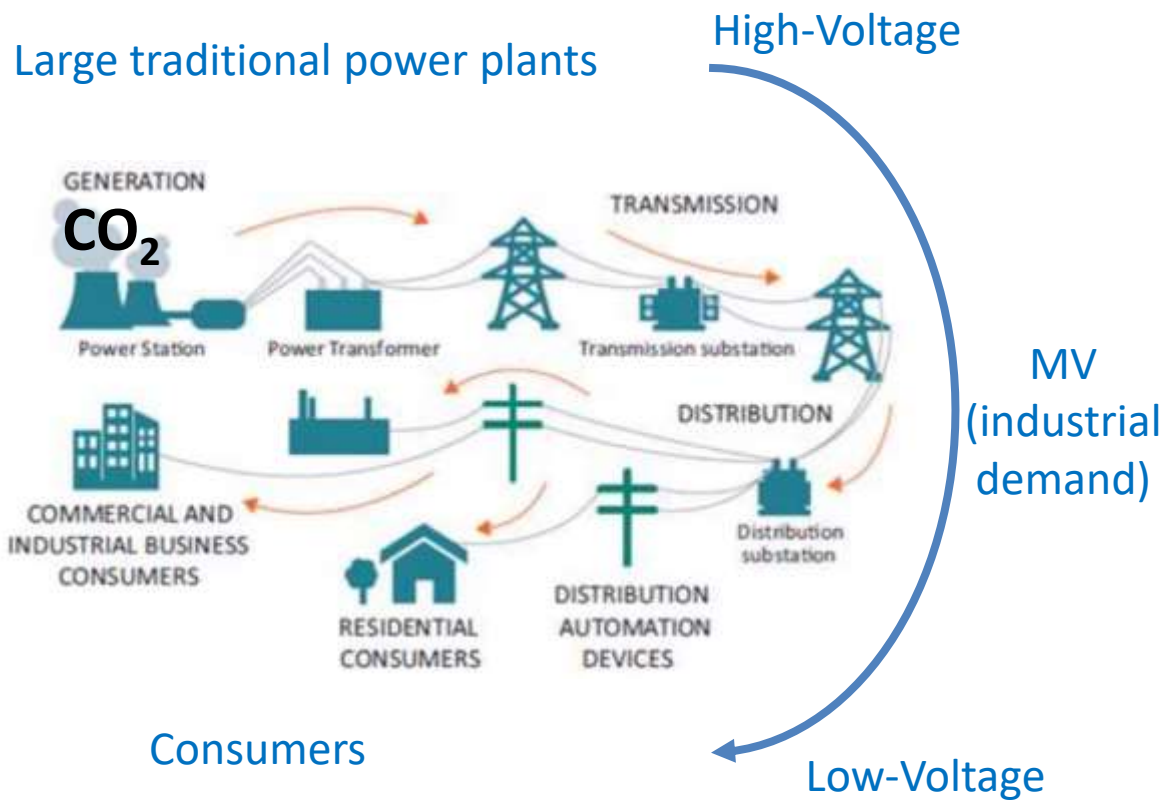 High-Voltage
Large traditional power plants
GENERATION
CO₂
TRANSMISSION
Power Station
Power Transformer
Transmission substation
MV
(industrial
demand)
DISTRIBUTION
COMMERCIAL AND
INDUSTRIAL BUSINESS
CONSUMERS
Distribution
substation
RESIDENTIAL
CONSUMERS
DISTRIBUTION
AUTOMATION
DEVICES
Consumers
Low-Voltage